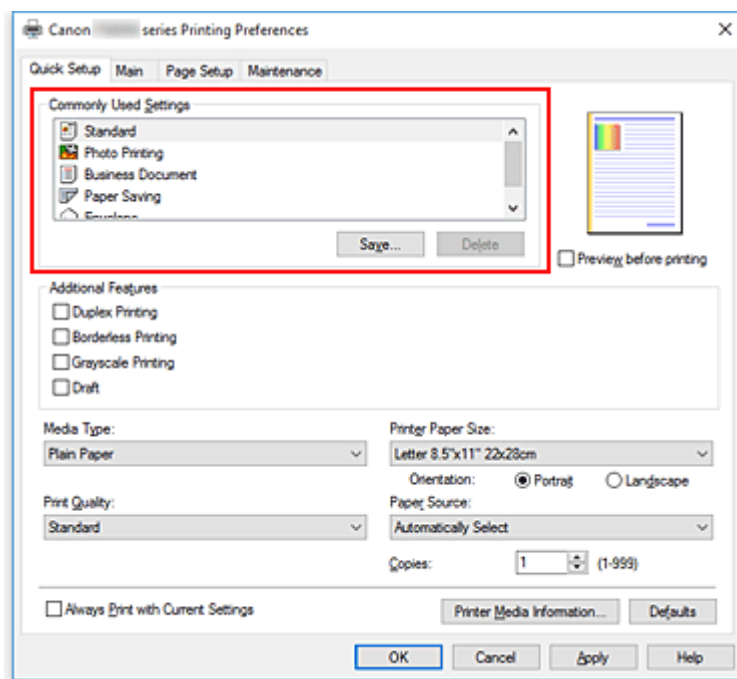 Canon series Printing Preferences
Quick Setup Main Page Setup Maintenance
Commonly Used Settings
Standard
Photo Printing
Business Document
Paper Saving
Envelope
Save... Delete
Preview before printing
Additional Features
Duplex Printing
Borderless Printing
Grayscale Printing
Draft
Media Type: Printer Paper Size:
Plain Paper Letter 8.5"x11" 22x28cm
Orientation: Portrait Landscape
Print Quality: Paper Source:
Standard Automatically Select
Copies: 1 (1-999)
Always Print with Current Settings Printer Media Information... Defaults
OK Cancel Apply Help